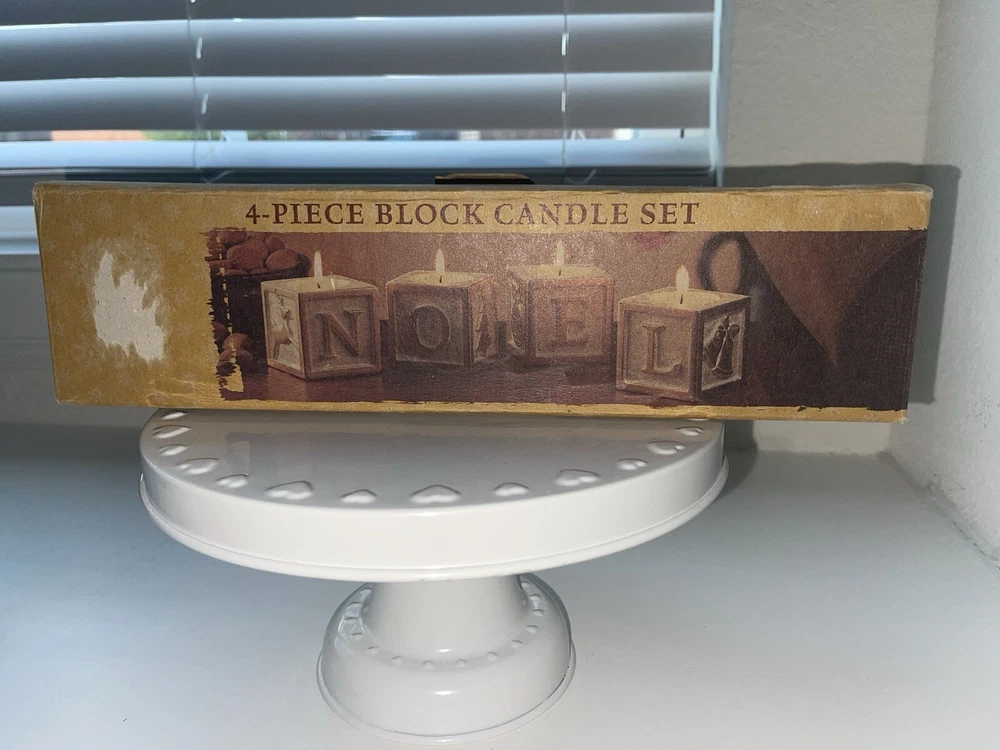 4-PIECE BLOCK CANDLE SET
N O E L